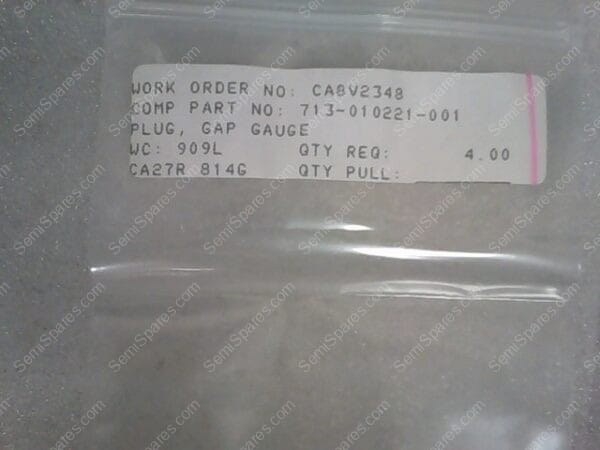 WORK ORDER NO: CA8V2348
COMP PART NO: 713-010221-001
PLUG, GAP GAUGE
WC: 909L QTY REQ: 4.00
CA27R 814G QTY PULL:
SemiSpares.com